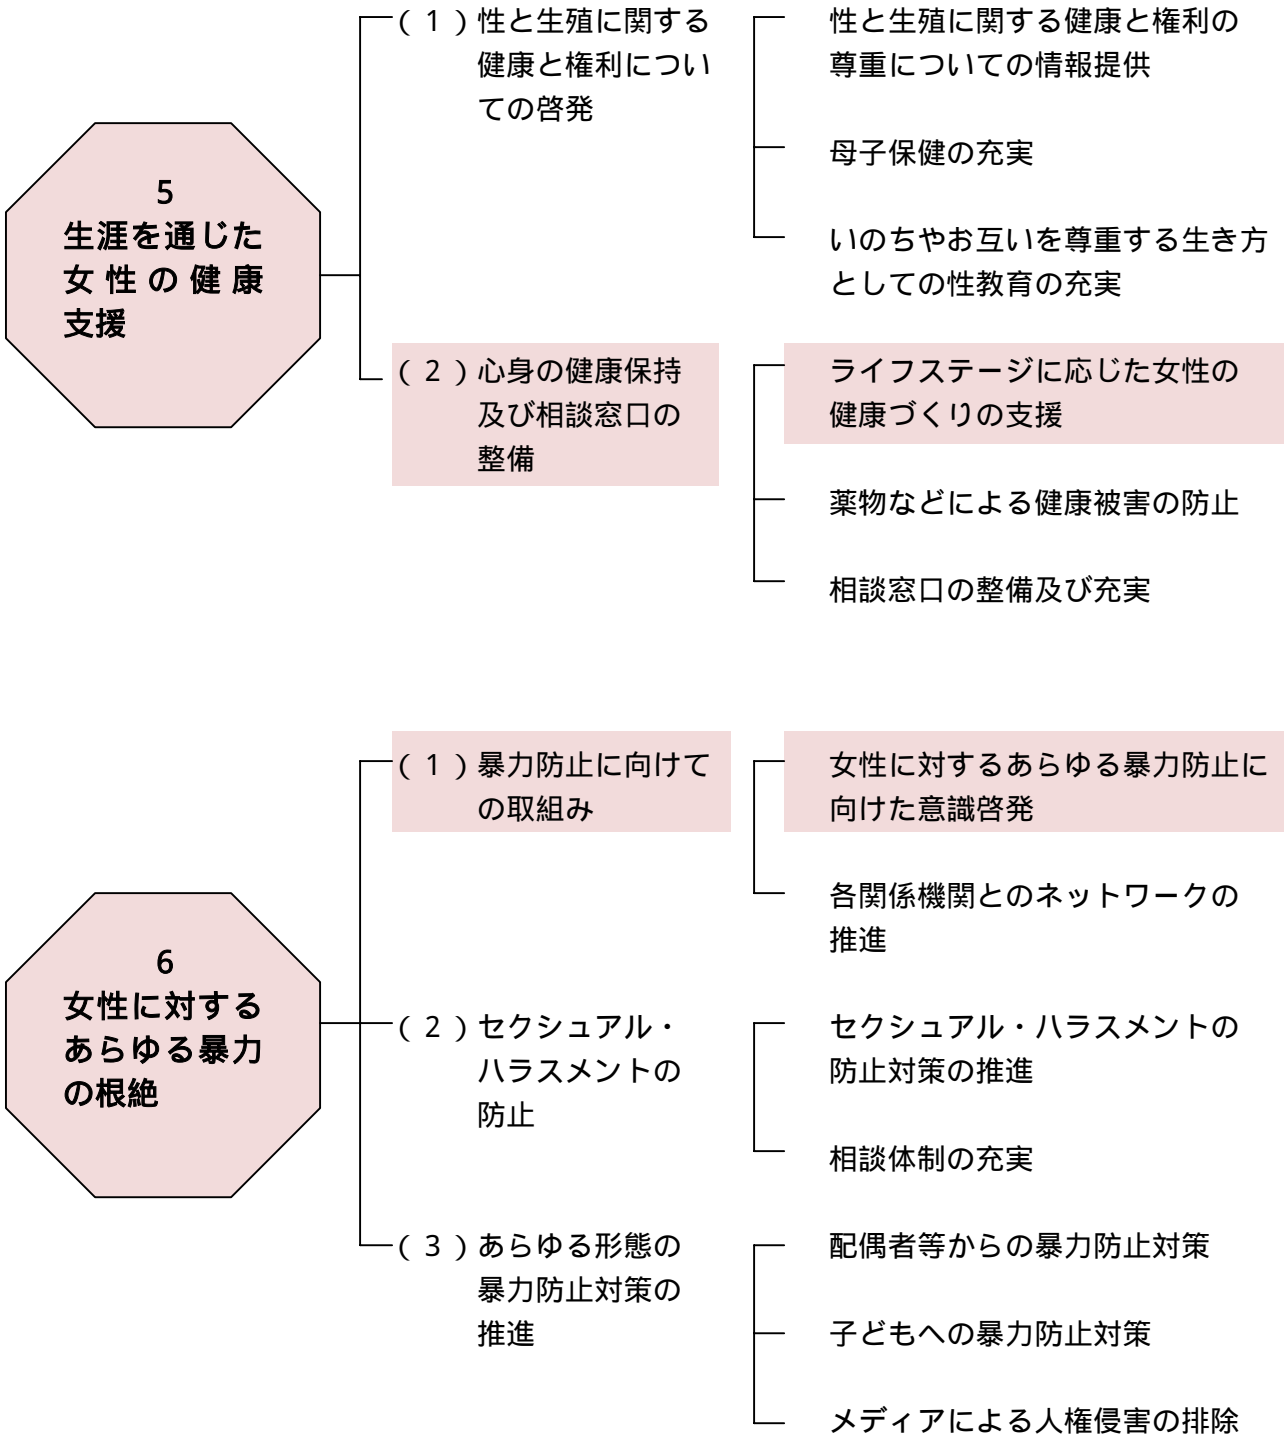 5
生涯を通じた
女性の健康
支援
(1)性と生殖に関する
健康と権利につい
ての啓発
性と生殖に関する健康と権利の
尊重についての情報提供
母子保健の充実
いのちやお互いを尊重する生き方
としての性教育の充実
(2)心身の健康保持
及び相談窓口の
整備
ライフステージに応じた女性の
健康づくりの支援
薬物などによる健康被害の防止
相談窓口の整備及び充実
6
女性に対する
あらゆる暴力
の根絶
(1)暴力防止に向けて
の取組み
女性に対するあらゆる暴力防止に
向けた意識啓発
各関係機関とのネットワークの
推進
(2)セクシュアル・
ハラスメントの
防止
セクシュアル・ハラスメントの
防止対策の推進
相談体制の充実
(3)あらゆる形態の
暴力防止対策の
推進
配偶者等からの暴力防止対策
子どもへの暴力防止対策
メディアによる人権侵害の排除